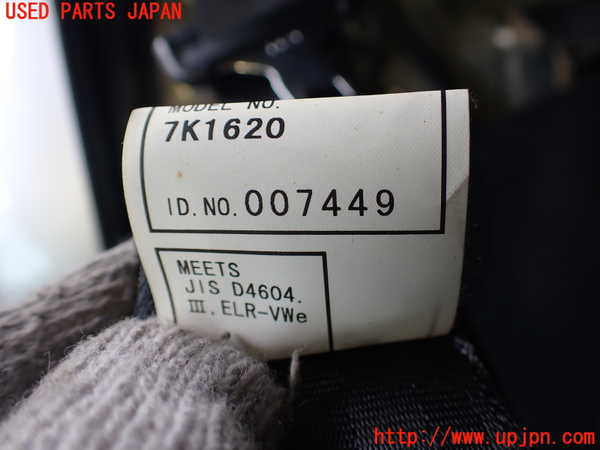 USED PARTS JAPAN
MODEL NO.
7K1620
ID. NO. 007449
MEETS
JIS D4604.
III. ELR-VWe
http://www.upjpn.com/